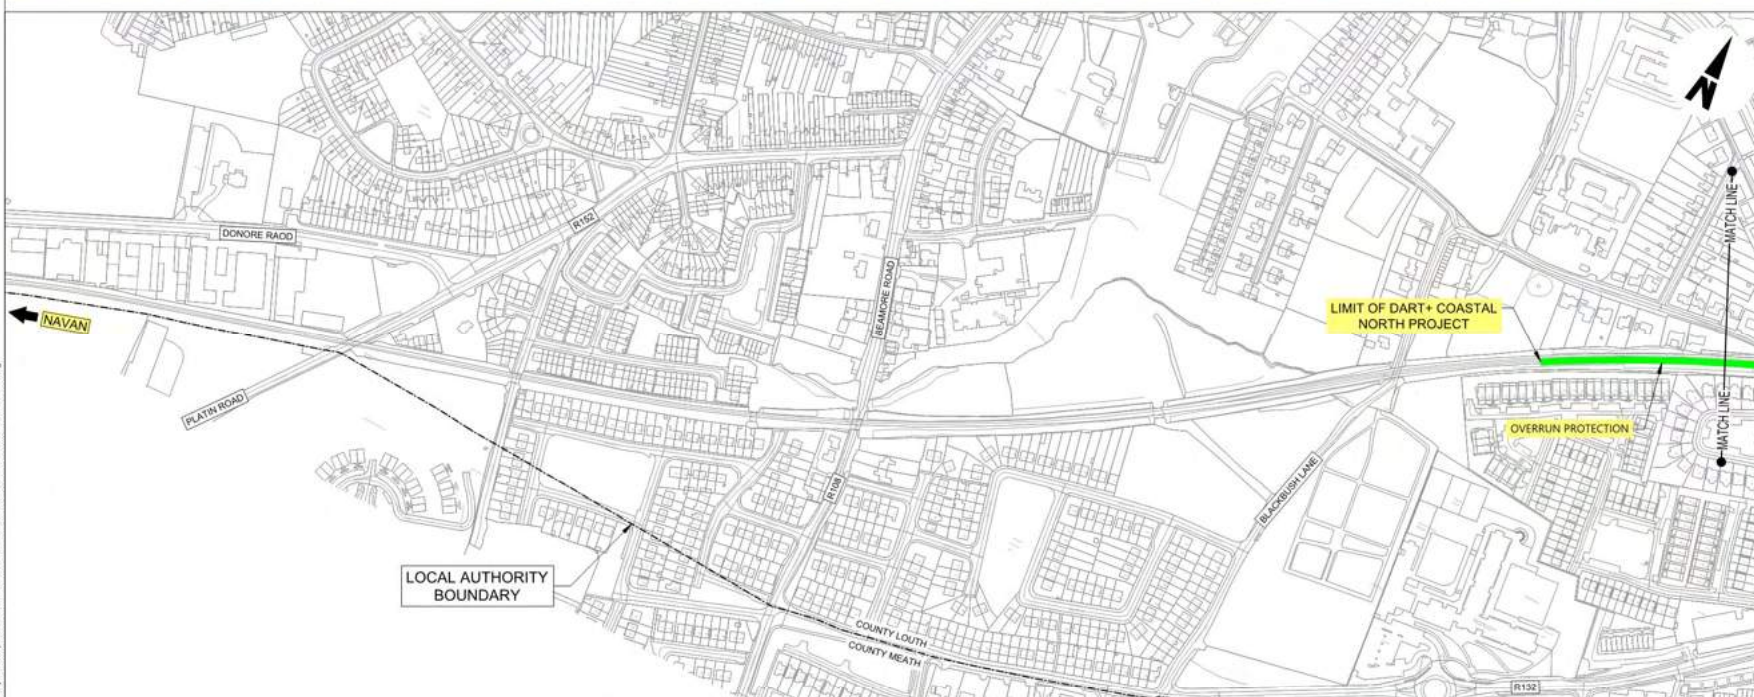 N
MATCH LINE
DONORE RAOD
R152
BEAMORE ROAD
LIMIT OF DART+ COASTAL
NORTH PROJECT
NAVAN
PLATIN ROAD
OVERRUN PROTECTION
MATCH LINE
R108
BLACKBUSH LANE
LOCAL AUTHORITY
BOUNDARY
COUNTY LOUTH
COUNTY MEATH
R132